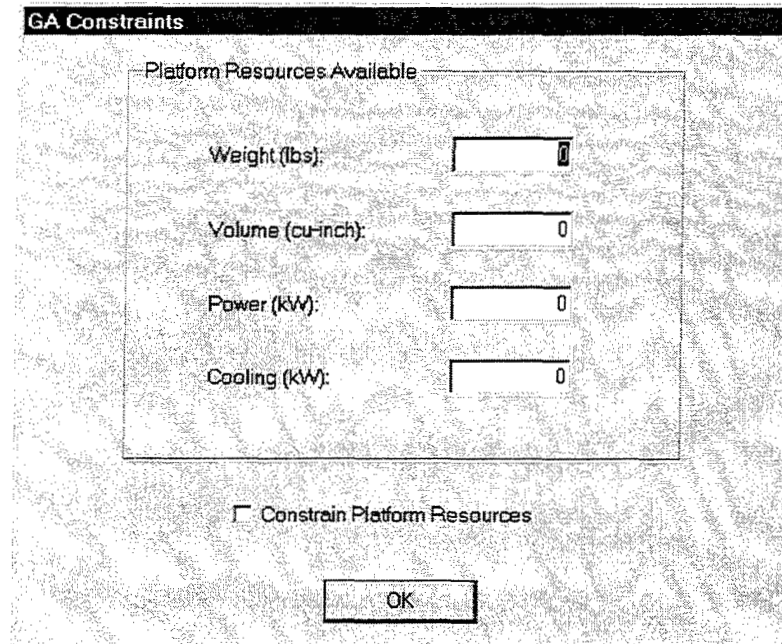 GA Constraints
Platform Resources Available
Weight (lbs): 0
Volume (cu-inch): 0
Power (kW): 0
Cooling (kW): 0
Constrain Platform Resources
OK